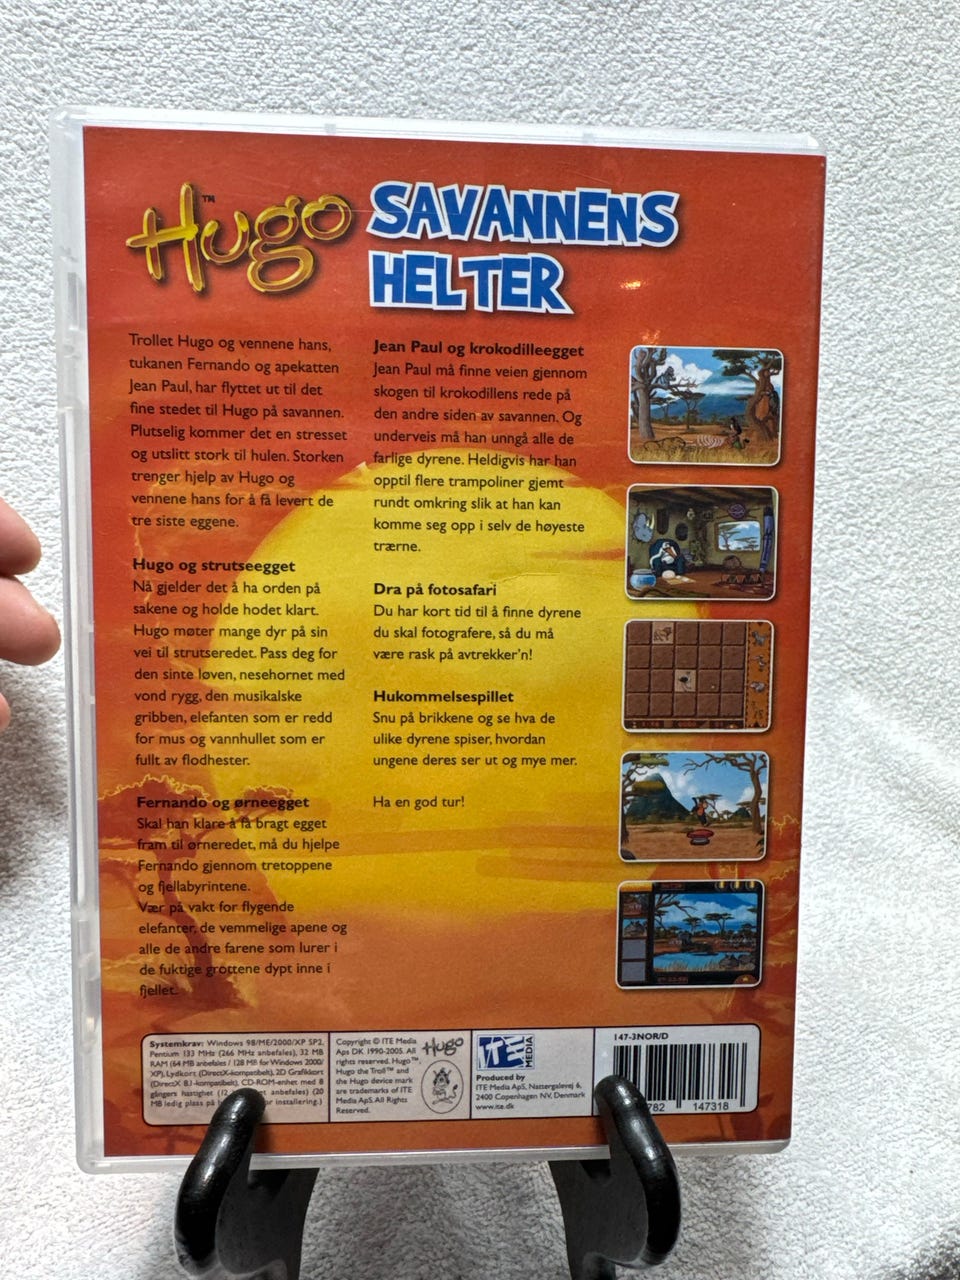 Hugo™
SAVANNENS
HELTER
Trollet Hugo og vennene hans,
tukanen Fernando og apekatten
Jean Paul, har flyttet ut til det
fine stedet til Hugo på savannen.
Plutselig kommer det en stresset
og utslitt stork til hulen. Storken
trenger hjelp av Hugo og
vennene hans for å få levert de
tre siste eggene.
Hugo og strutseegget
Nå gjelder det å ha orden på
sakene og holde hodet klart.
Hugo møter mange dyr på sin
vei til strutseredet. Pass deg for
den sinte løven, nesehornet med
vond rygg, den musikalske
gribben, elefanten som er redd
for mus og vannhullet som er
fullt av flodhester.
Fernando og ørneegget
Skal han klare å få bragt egget
fram til ørneredet, må du hjelpe
Fernando gjennom tretoppene
og fjellabyrintene.
Vær på vakt for flygende
elefanter, de vemmelige apene og
alle de andre farene som lurer i
de fuktige grottene dypt inne i
fjellet.
Jean Paul og krokodilleegget
Jean Paul må finne veien gjennom
skogen til krokodillens rede på
den andre siden av savannen. Og
underveis må han unngå alle de
farlige dyrene. Heldigvis har han
opptil flere trampoliner gjemt
rundt omkring slik at han kan
komme seg opp i selv de høyeste
trærne.
Dra på fotosafari
Du har kort tid til å finne dyrene
du skal fotografere, så du må
være rask på avtrekker'n!
Hukommelsespillet
Snu på brikkene og se hva de
ulike dyrene spiser, hvordan
ungene deres ser ut og mye mer.
Ha en god tur!
Systemkrav: Windows 98/ME/2000/XP SP2,
Pentium 133 MHz (266 MHz anbefales), 32 MB
RAM (64 MB anbefales / 128 MB for Windows 2000/
XP), Lydkort (DirectX-kompatibelt), 2D Grafikkort
(DirectX 8.1-kompatibelt), CD-ROM-enhet med 8
gångers hastighet anbefales) (20
MB ledig plass på for installering.)
Copyright © ITE Media
Aps DK 1990-2005. All
rights reserved. Hugo™,
Hugo the Troll™ and
the Hugo device mark
are trademarks of ITE
Media ApS. All Rights
Reserved.
Hugo
ITE
MEDIA
Produced by
ITE Media ApS, Nattergalevej 6,
2400 Copenhagen NV, Denmark
www.ite.dk
147-3NOR/D
782 147318